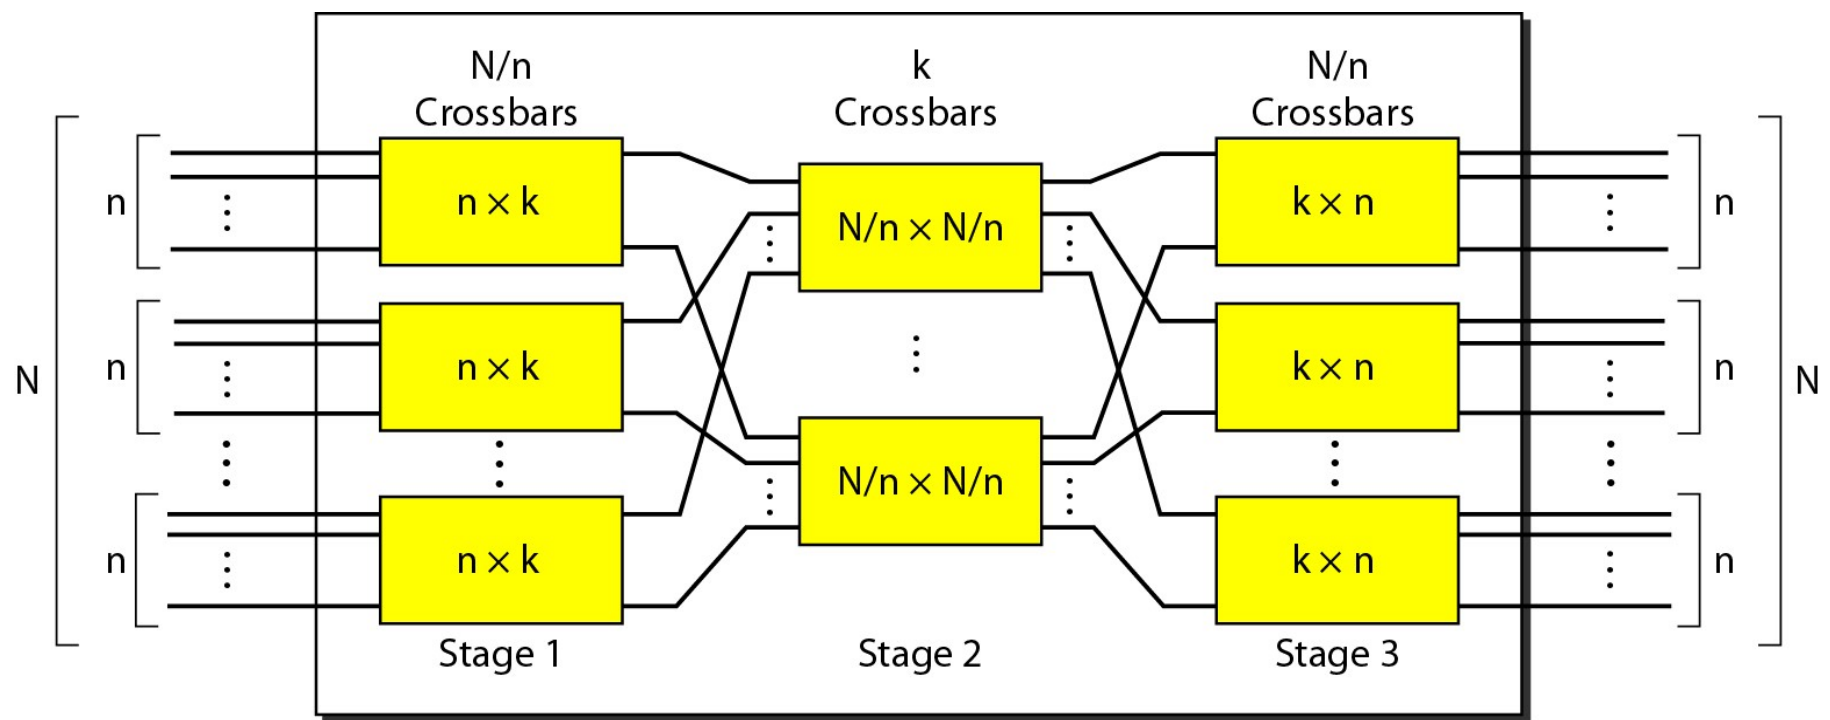 N/n
Crossbars
k
Crossbars
N/n
Crossbars
n
n × k
N/n × N/n
k × n
n
N
n
n × k
k × n
n
N
n
n × k
N/n × N/n
k × n
n
Stage 1
Stage 2
Stage 3